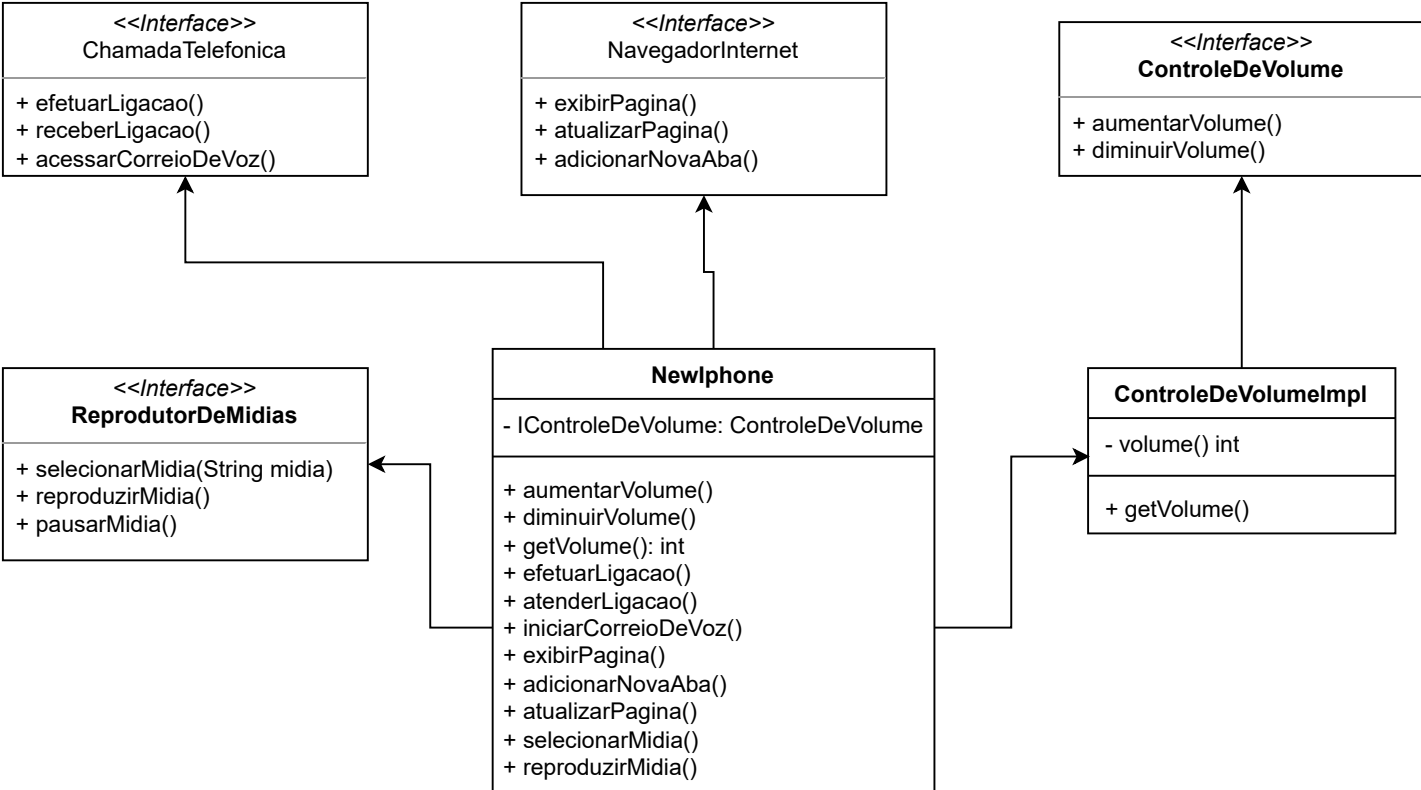 <<Interface>>
ChamadaTelefonica
+ efetuarLigacao()
+ receberLigacao()
+ acessarCorreioDeVoz()
<<Interface>>
NavegadorInternet
+ exibirPagina()
+ atualizarPagina()
+ adicionarNovaAba()
<<Interface>>
ControleDeVolume
+ aumentarVolume()
+ diminuirVolume()
<<Interface>>
ReprodutorDeMidias
+ selecionarMidia(String midia)
+ reproduzirMidia()
+ pausarMidia()
NewIphone
- IControleDeVolume: ControleDeVolume
+ aumentarVolume()
+ diminuirVolume()
+ getVolume(): int
+ efetuarLigacao()
+ atenderLigacao()
+ iniciarCorreioDeVoz()
+ exibirPagina()
+ adicionarNovaAba()
+ atualizarPagina()
+ selecionarMidia()
+ reproduzirMidia()
ControleDeVolumeImpl
- volume() int
+ getVolume()